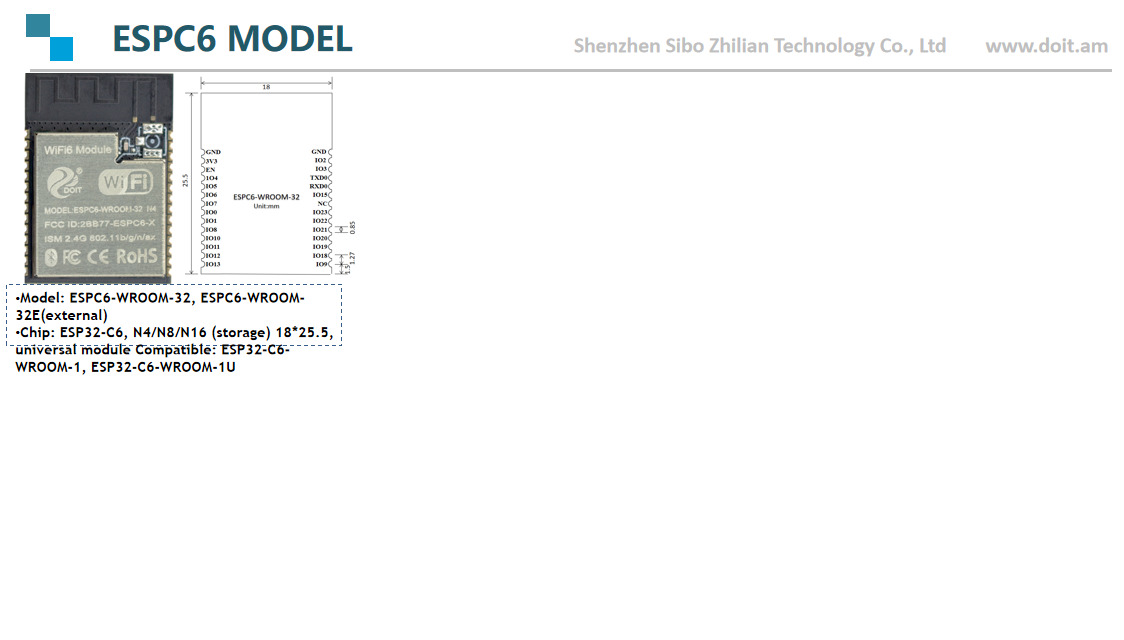 ESPC6 MODEL
Shenzhen Sibo Zhilian Technology Co., Ltd
www.doit.am
WiFi6 Module
DOIT
WiFi
MODEL:ESPC6-WROOM-32 N4
FCC ID:2BB77-ESPC6-X
ISM 2.4G 802.11b/g/n/ax
FC CE RoHS
18
25.5
GND
3V3
EN
IO4
IO5
IO6
IO7
IO0
IO1
IO8
IO10
IO11
IO12
IO13
ESPC6-WROOM-32
Unit:mm
GND
IO2
IO3
TXD0
RXD0
IO15
NC
IO23
IO22
IO21
IO20
IO19
IO18
IO9
0.85
1.27
1.5
•Model: ESPC6-WROOM-32, ESPC6-WROOM-
32E(external)
•Chip: ESP32-C6, N4/N8/N16 (storage) 18*25.5,
universal module Compatible: ESP32-C6-
WROOM-1, ESP32-C6-WROOM-1U